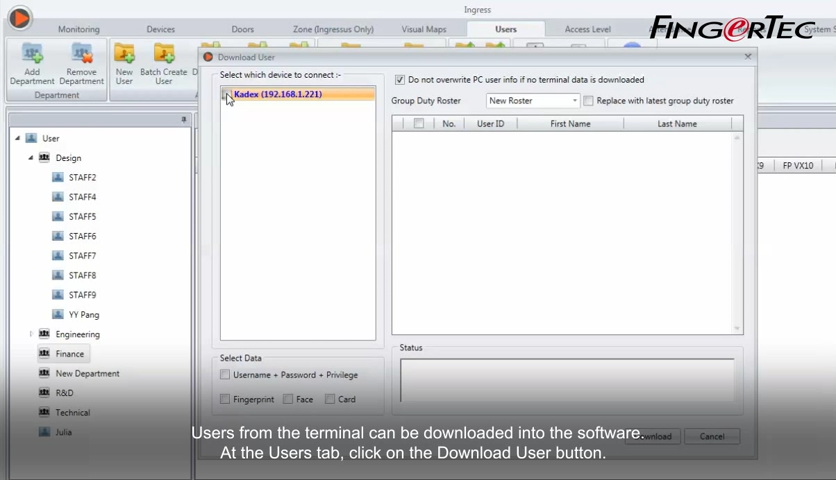 Ingress
FINGERTEC
Monitoring
Devices
Doors
Zone (Ingressus Only)
Visual Maps
Users
Access Level
System S
Add Department
Remove Department
New User
Batch Create User
Department
Download User
Select which device to connect :-
Kadex (192.168.1.221)
Do not overwrite PC user info if no terminal data is downloaded
Group Duty Roster
New Roster
Replace with latest group duty roster
No.
User ID
First Name
Last Name
FP VX10
User
Design
STAFF2
STAFF4
STAFF5
STAFF6
STAFF7
STAFF8
STAFF9
YY Pang
Engineering
Finance
New Department
R&D
Technical
Julia
Select Data
Username + Password + Privilege
Fingerprint
Face
Card
Status
Download
Cancel
Users from the terminal can be downloaded into the software.
At the Users tab, click on the Download User button.